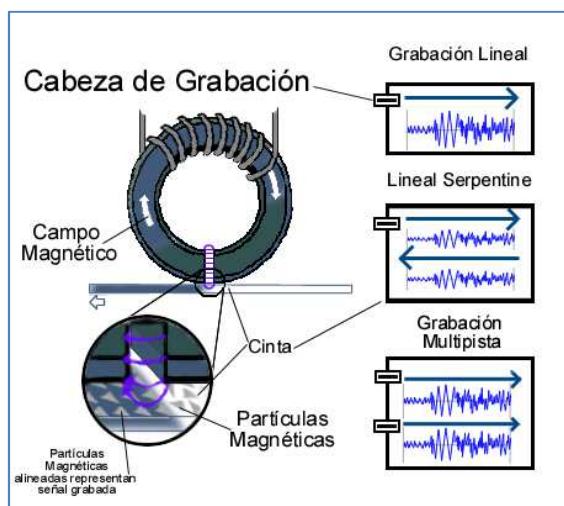 Grabación Lineal
Cabeza de Grabación
Lineal Serpentine
Campo
Magnético
Grabación
Multipista
Cinta
Partículas
Magnéticas
Partículas
Magnéticas
alineadas representan
señal grabada